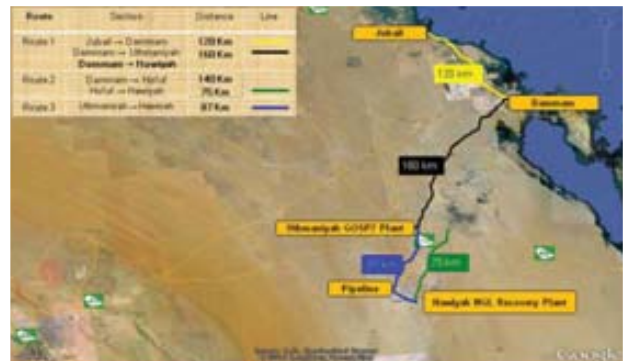 Route Section Distance Line
Route 1 Jubail → Dammam 120 Km
Dammam → Uthmaniyah 160 Km
Dammam → Hawiyah
Route 2 Dammam → Hofuf 140 Km
Hofuf → Hawiyah 75 Km
Route 3 Uthmaniyah → Hawiyah 87 Km
Jubail
120 km
Dammam
160 km
Uthmaniyah GOSP7 Plant
75 km
Pipeline
Hawiyah NGL Recovery Plant
Google